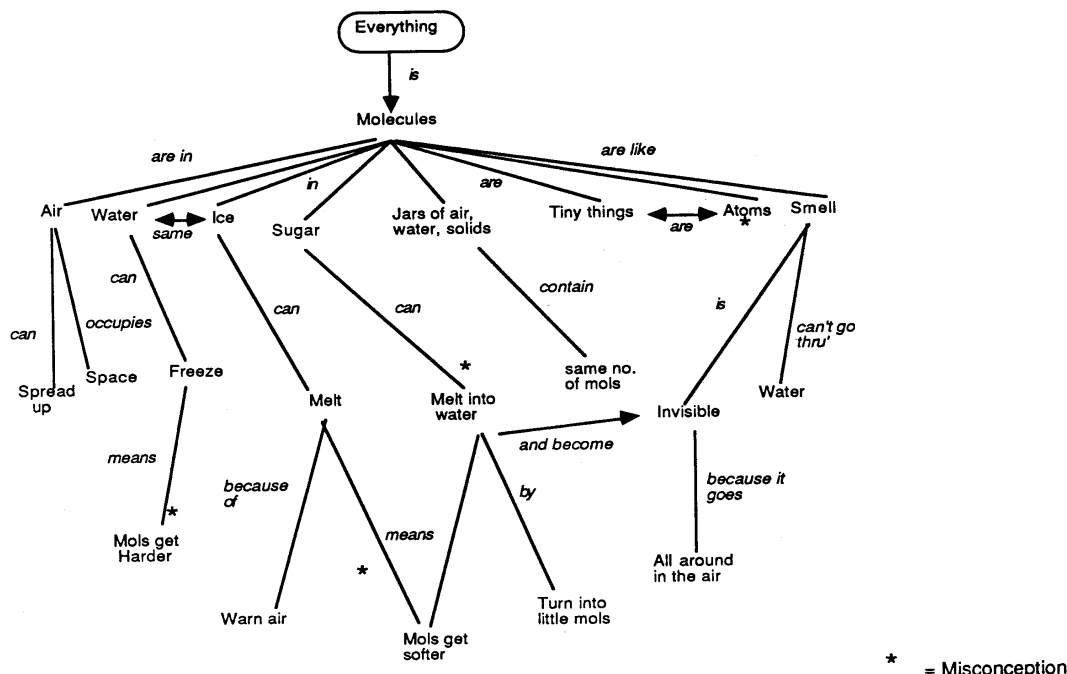 Everything
is
Molecules
are in
in
are
are like
Air
Water
same
Ice
Sugar
Jars of air,
water, solids
Tiny things
are
Atoms
*
Smell
can
occupies
can
can
can
contain
is
can't go
thru'
Spread
up
Space
Freeze
Melt
*
Melt into
water
same no.
of mols
Invisible
Water
and become
means
because
of
means
by
because it
goes
*
Mols get
Harder
*
Warn air
Mols get
softer
Turn into
little mols
All around
in the air
* = Misconception